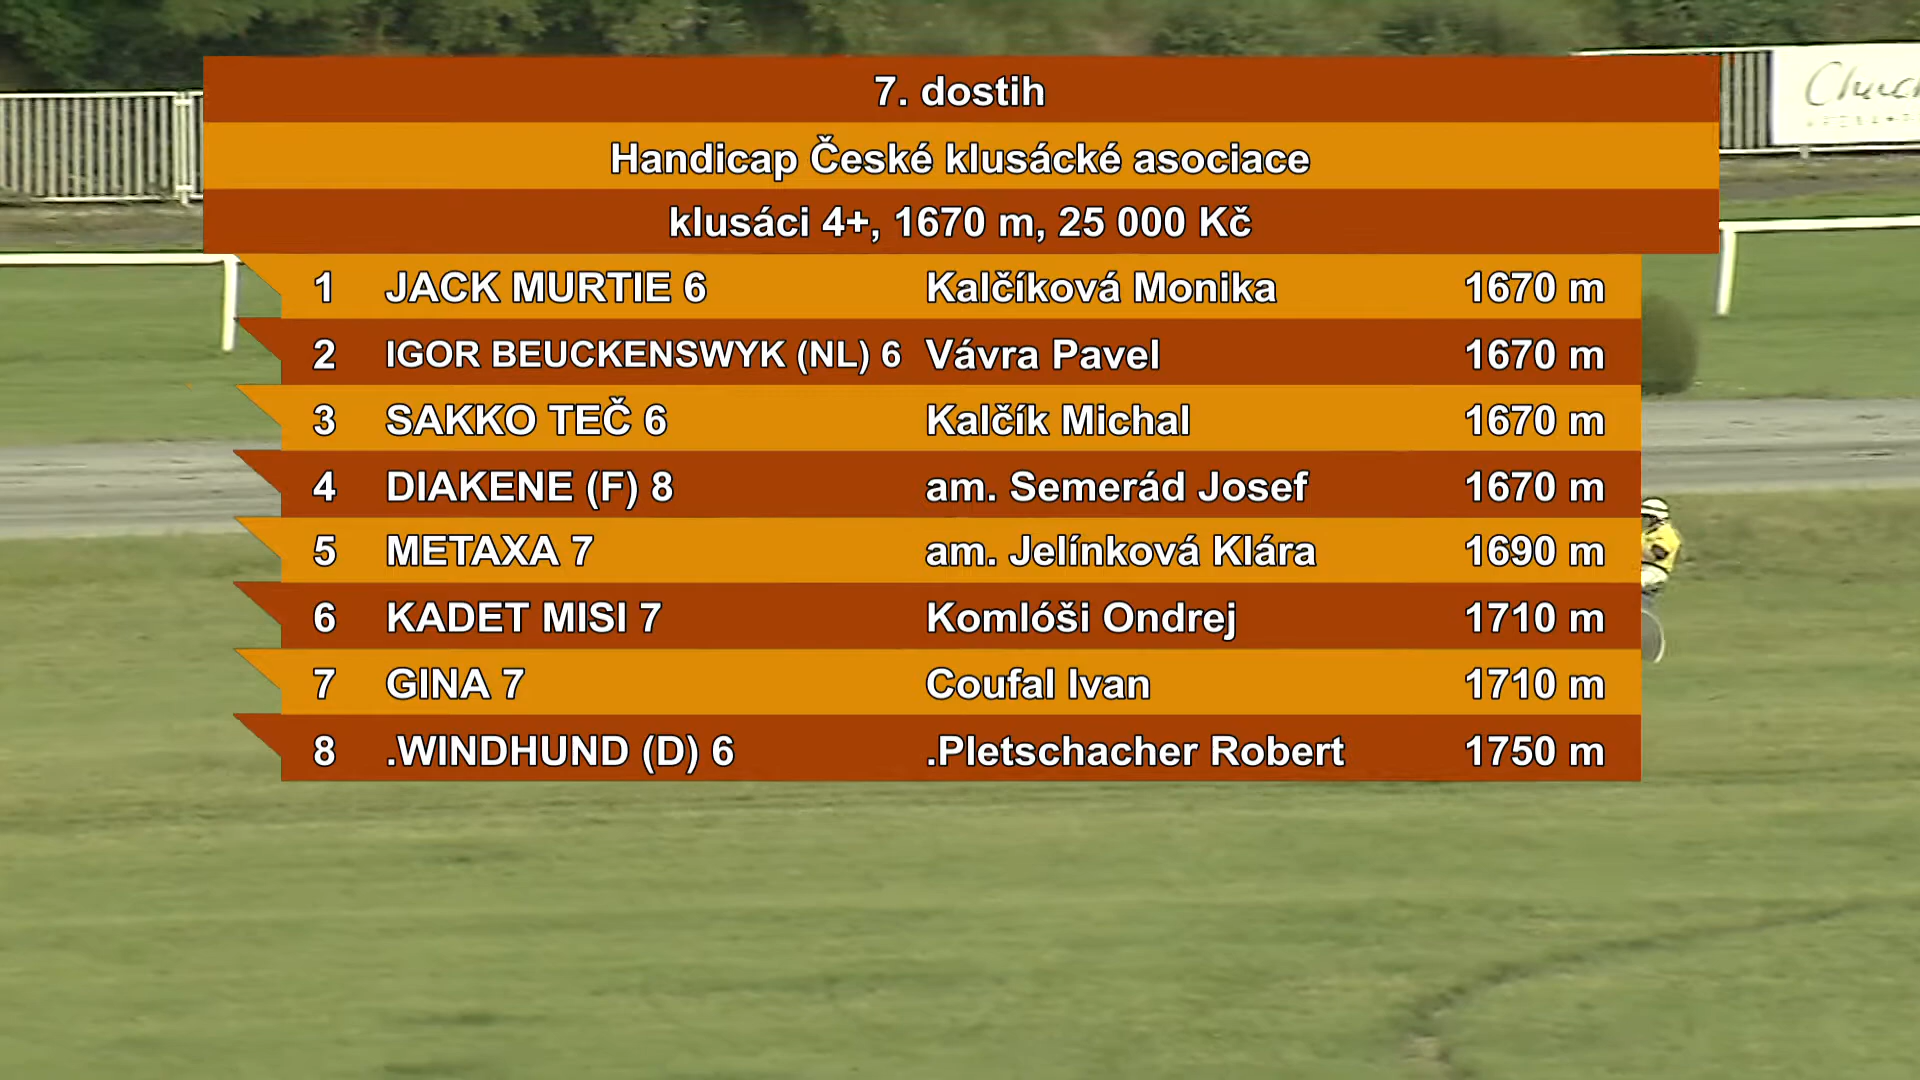 7. dostih
Handicap České klusácké asociace
klusáci 4+, 1670 m, 25 000 Kč
1 JACK MURTIE 6 Kalčíková Monika 1670 m
2 IGOR BEUCKENSWYK (NL) 6 Vávra Pavel 1670 m
3 SAKKO TEČ 6 Kalčík Michal 1670 m
4 DIAKENE (F) 8 am. Semerád Josef 1670 m
5 METAXA 7 am. Jelínková Klára 1690 m
6 KADET MISI 7 Komlóši Ondrej 1710 m
7 GINA 7 Coufal Ivan 1710 m
8 .WINDHUND (D) 6 .Pletschacher Robert 1750 m